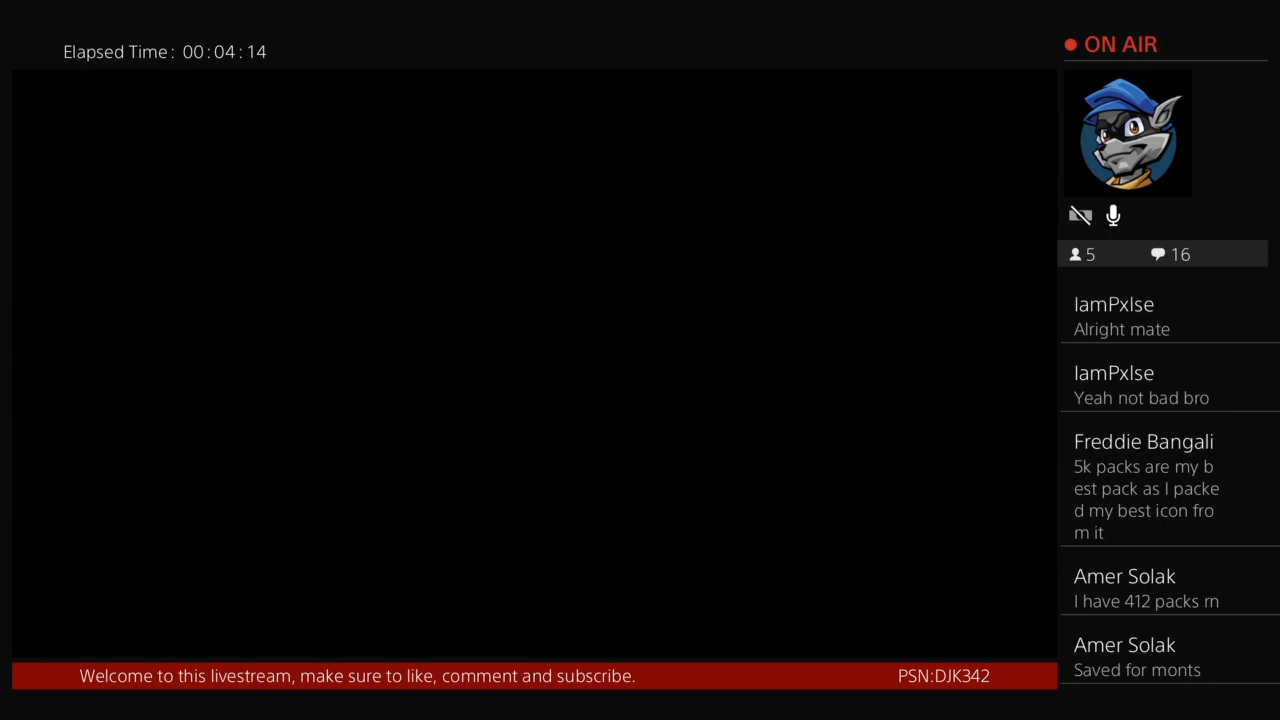 Elapsed Time: 00:04:14
ON AIR
5 16
IamPxlse
Alright mate
IamPxlse
Yeah not bad bro
Freddie Bangali
5k packs are my b
est pack as I packe
d my best icon fro
m it
Amer Solak
I have 412 packs rn
Amer Solak
Saved for monts
Welcome to this livestream, make sure to like, comment and subscribe. PSN:DJK342